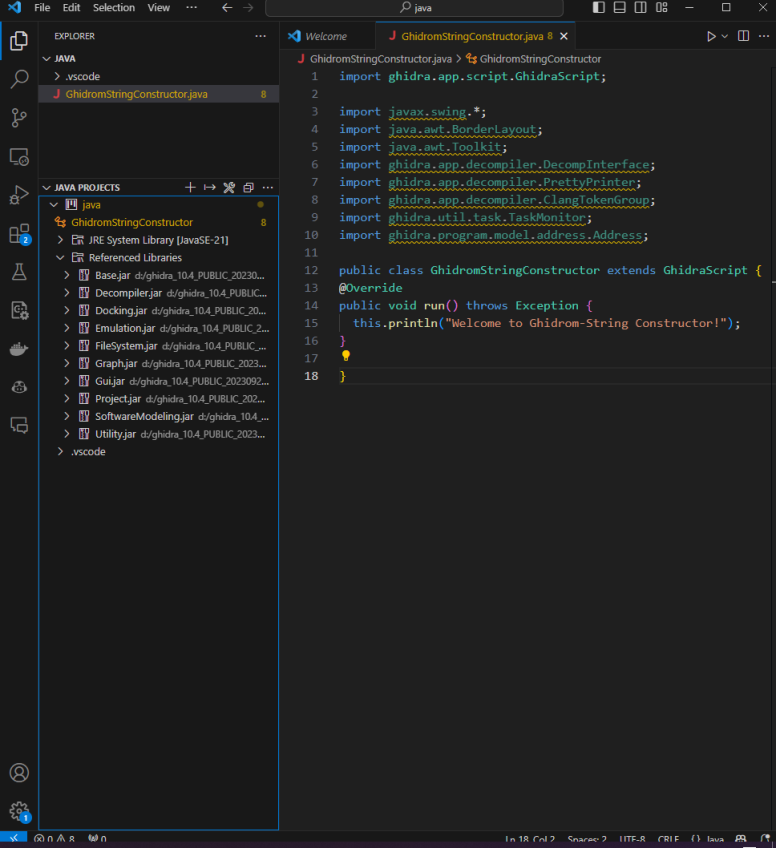 File Edit Selection View ··· java
EXPLORER ···
JAVA
.vscode
GhidromStringConstructor.java 8
JAVA PROJECTS ···
java
GhidromStringConstructor 8
JRE System Library [JavaSE-21]
Referenced Libraries
Base.jar d:/ghidra_10.4_PUBLIC_20230...
Decompiler.jar d:/ghidra_10.4_PUBLIC...
Docking.jar d:/ghidra_10.4_PUBLIC_20...
Emulation.jar d:/ghidra_10.4_PUBLIC_2...
FileSystem.jar d:/ghidra_10.4_PUBLIC_...
Graph.jar d:/ghidra_10.4_PUBLIC_2023...
Gui.jar d:/ghidra_10.4_PUBLIC_2023092...
Project.jar d:/ghidra_10.4_PUBLIC_202...
SoftwareModeling.jar d:/ghidra_10.4_...
Utility.jar d:/ghidra_10.4_PUBLIC_2023...
.vscode
Welcome J GhidromStringConstructor.java 8
J GhidromStringConstructor.java > GhidromStringConstructor
1 import ghidra.app.script.GhidraScript;
2
3 import javax.swing.*;
4 import java.awt.BorderLayout;
5 import java.awt.Toolkit;
6 import ghidra.app.decompiler.DecompInterface;
7 import ghidra.app.decompiler.PrettyPrinter;
8 import ghidra.app.decompiler.ClangTokenGroup;
9 import ghidra.util.task.TaskMonitor;
10 import ghidra.program.model.address.Address;
11
12 public class GhidromStringConstructor extends GhidraScript {
13 @Override
14 public void run() throws Exception {
15 this.println("Welcome to Ghidrom-String Constructor!");
16 }
17
18 }
2
1
0 8 0 Ln 18, Col 2 Spaces: 2 UTF-8 CRLF {} Java